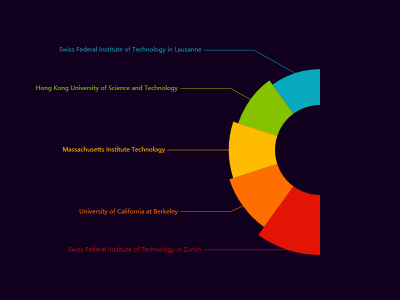 Swiss Federal Institute of Technology in Lausanne
Hong Kong University of Science and Technology
Massachusetts Institute Technology
University of California at Berkeley
Swiss Federal Institute of Technology in Zurich